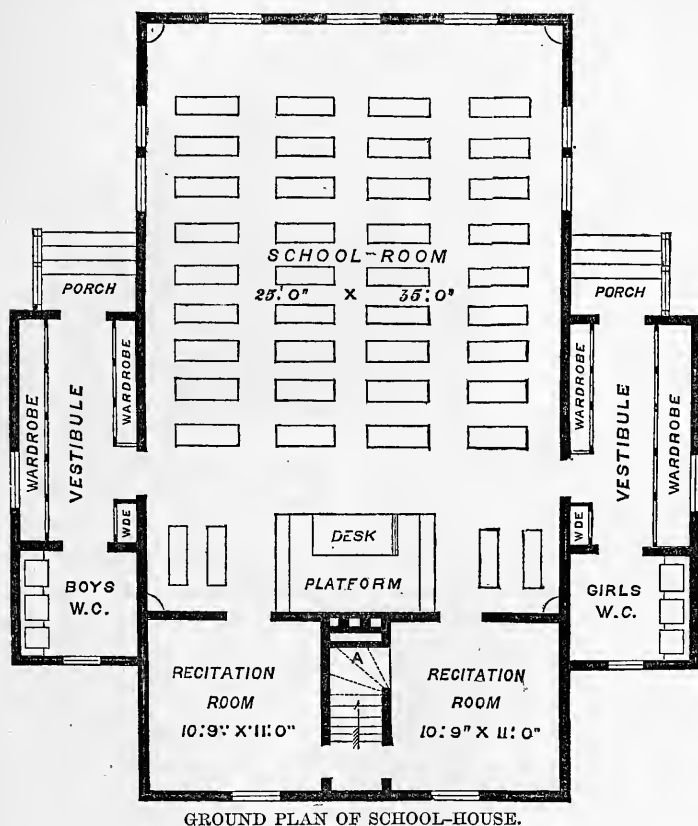 SCHOOL-ROOM
25'.0" X 35'.0"
PORCH
PORCH
WARDROBE
VESTIBULE
WARDROBE
WARDROBE
VESTIBULE
WARDROBE
WDE
WDE
DESK
PLATFORM
BOYS
W.C.
GIRLS
W.C.
RECITATION
ROOM
10'.9" X 11'.0"
A
RECITATION
ROOM
10'.9" X 11'.0"
GROUND PLAN OF SCHOOL-HOUSE.